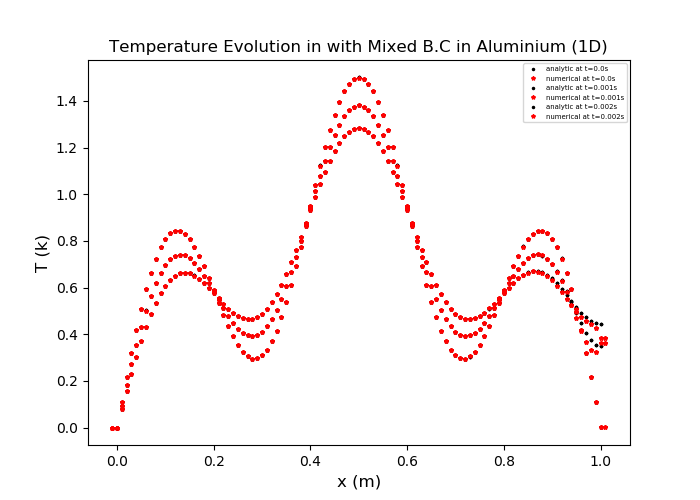 Temperature Evolution in with Mixed B.C in Aluminium (1D)
analytic at t=0.0s
numerical at t=0.0s
analytic at t=0.001s
numerical at t=0.001s
analytic at t=0.002s
numerical at t=0.002s
T (k)
1.4
1.2
1.0
0.8
0.6
0.4
0.2
0.0
0.0 0.2 0.4 0.6 0.8 1.0
x (m)